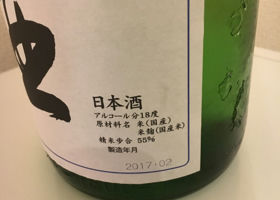 日本酒
アルコール分18度
原材料名 米(国産)
米麹(国産米)
精米歩合 55%
製造年月
2017.02